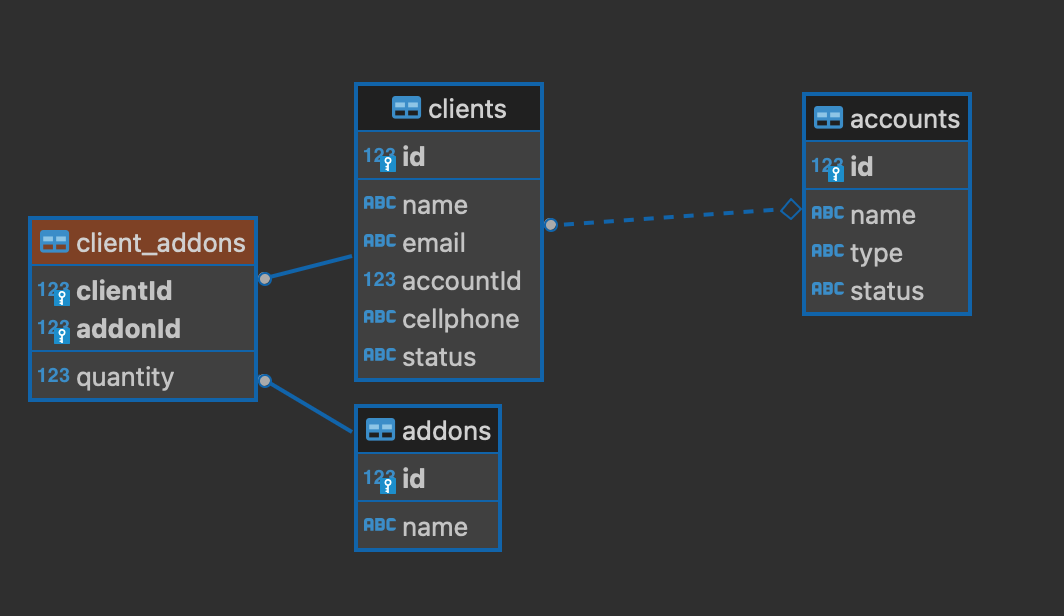 client_addons
123 clientId
123 addonId
123 quantity
clients
123 id
ABC name
ABC email
123 accountId
ABC cellphone
ABC status
addons
123 id
ABC name
accounts
123 id
ABC name
ABC type
ABC status